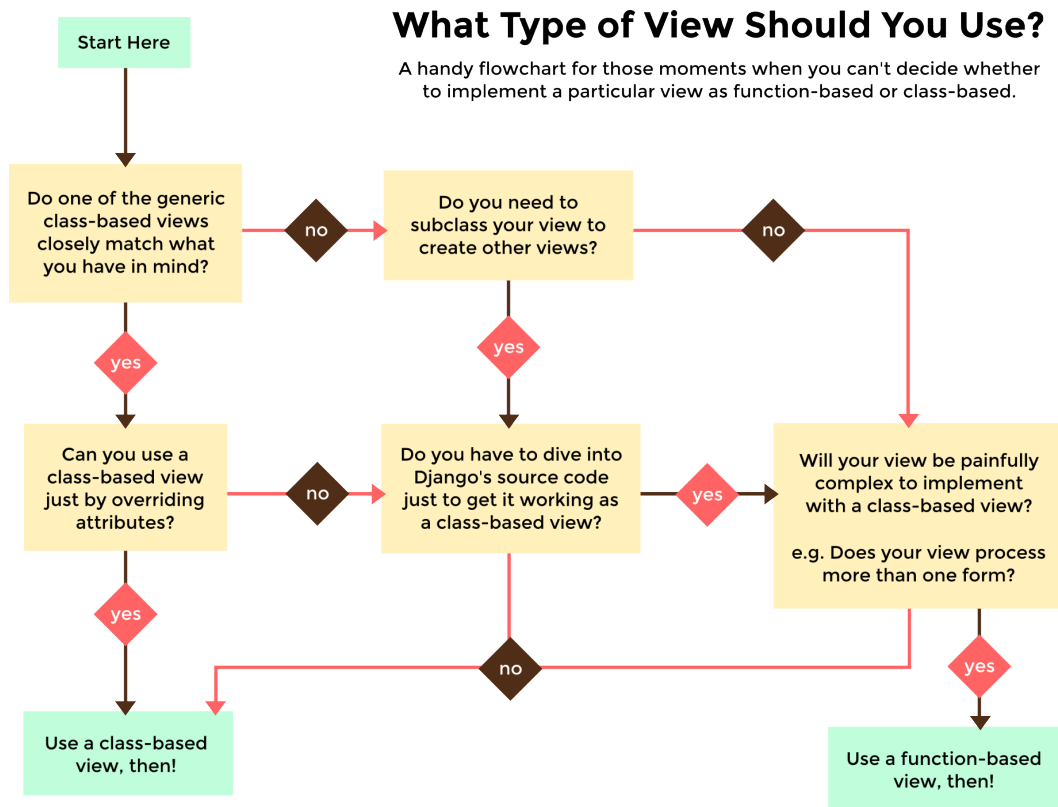 What Type of View Should You Use?
A handy flowchart for those moments when you can't decide whether
to implement a particular view as function-based or class-based.
Start Here
Do one of the generic
class-based views
closely match what
you have in mind?
no
Do you need to
subclass your view to
create other views?
no
yes
yes
Can you use a
class-based view
just by overriding
attributes?
no
Do you have to dive into
Django's source code
just to get it working as
a class-based view?
yes
Will your view be painfully
complex to implement
with a class-based view?
e.g. Does your view process
more than one form?
yes
no
yes
Use a class-based
view, then!
Use a function-based
view, then!